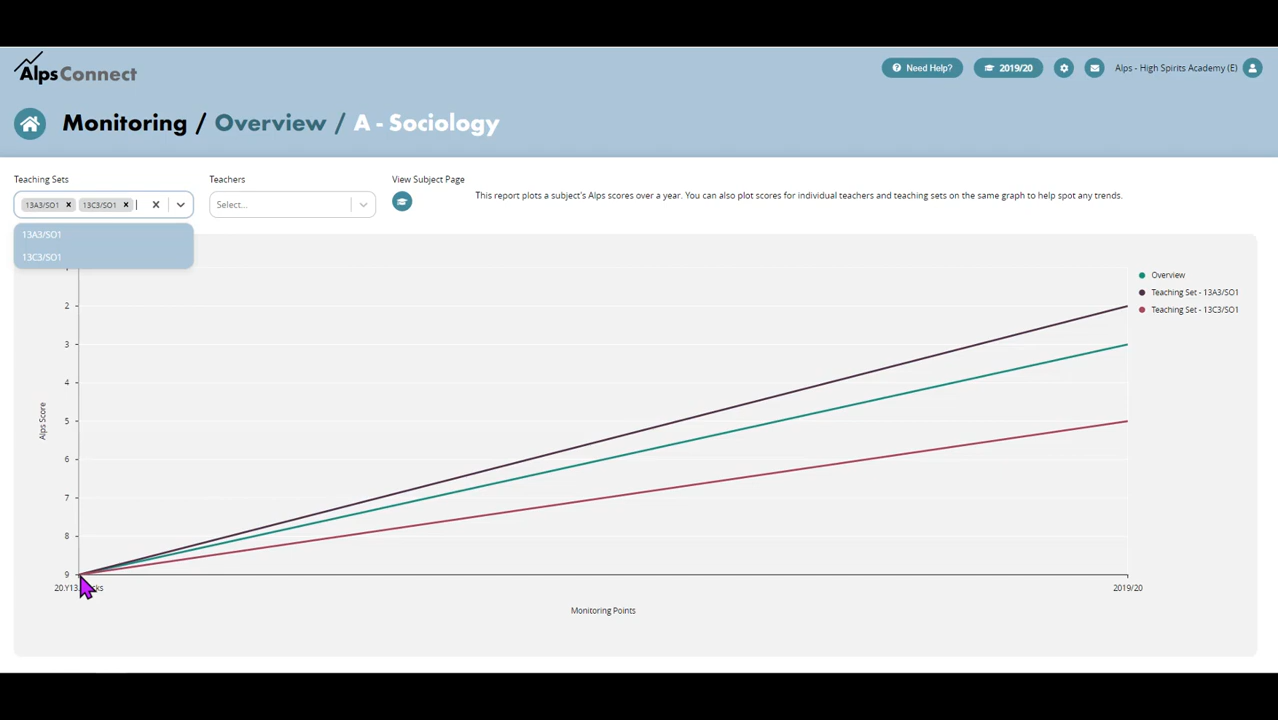 Alps Connect
Need Help?
2019/20
Alps - High Spirits Academy (E)
Monitoring / Overview / A - Sociology
Teaching Sets
Teachers
View Subject Page
13A3/SO1
13C3/SO1
Select...
This report plots a subject's Alps scores over a year. You can also plot scores for individual teachers and teaching sets on the same graph to help spot any trends.
13A3/SO1
13C3/SO1
Overview
Teaching Set - 13A3/SO1
Teaching Set - 13C3/SO1
2
3
4
5
6
7
8
9
Alps Score
2019/20
Monitoring Points